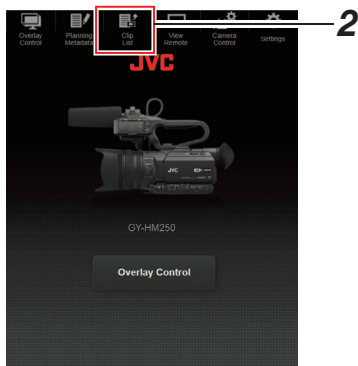 Overlay Control
Planning Metadata
Clip List
View Remote
Camera Control
Settings
2
JVC
JVC
GY-HM250
Overlay Control